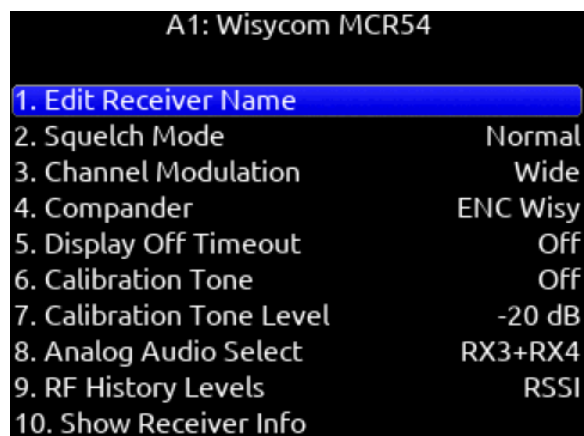 A1: Wisycom MCR54
1. Edit Receiver Name
2. Squelch Mode Normal
3. Channel Modulation Wide
4. Compander ENC Wisy
5. Display Off Timeout Off
6. Calibration Tone Off
7. Calibration Tone Level -20 dB
8. Analog Audio Select RX3+RX4
9. RF History Levels RSSI
10. Show Receiver Info